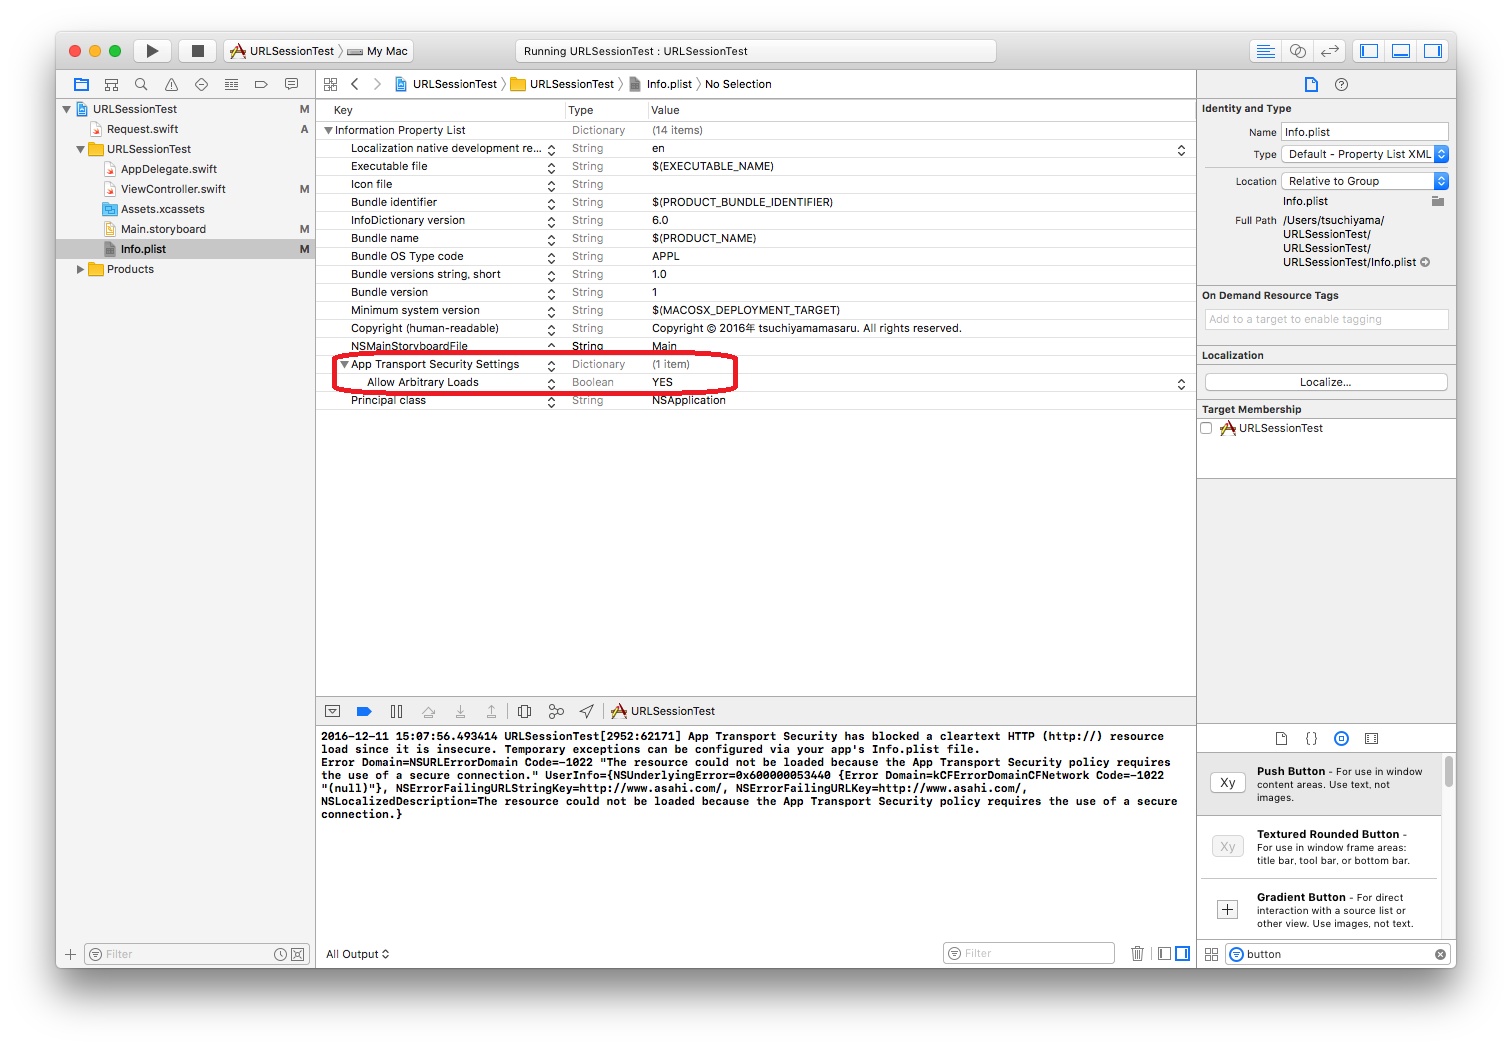 URLSessionTest
My Mac
Running URLSessionTest : URLSessionTest
URLSessionTest M
Request.swift A
URLSessionTest
AppDelegate.swift
ViewController.swift M
Assets.xcassets
Main.storyboard M
Info.plist M
Products
Filter
URLSessionTest
URLSessionTest
Info.plist
No Selection
Key Type Value
Information Property List Dictionary (14 items)
Localization native development re... String en
Executable file String $(EXECUTABLE_NAME)
Icon file String
Bundle identifier String $(PRODUCT_BUNDLE_IDENTIFIER)
InfoDictionary version String 6.0
Bundle name String $(PRODUCT_NAME)
Bundle OS Type code String APPL
Bundle versions string, short String 1.0
Bundle version String 1
Minimum system version String $(MACOSX_DEPLOYMENT_TARGET)
Copyright (human-readable) String Copyright © 2016年 tsuchiyamamasaru. All rights reserved.
NSMainStoryboardFile String Main
App Transport Security Settings Dictionary (1 item)
Allow Arbitrary Loads Boolean YES
Principal class String NSApplication
URLSessionTest
2016-12-11 15:07:56.493414 URLSessionTest[2952:62171] App Transport Security has blocked a cleartext HTTP (http://) resource
load since it is insecure. Temporary exceptions can be configured via your app's Info.plist file.
Error Domain=NSURLErrorDomain Code=-1022 "The resource could not be loaded because the App Transport Security policy requires
the use of a secure connection." UserInfo={NSUnderlyingError=0x600000053440 {Error Domain=kCFErrorDomainCFNetwork Code=-1022
"(null)"}, NSErrorFailingURLStringKey=http://www.asahi.com/, NSErrorFailingURLKey=http://www.asahi.com/,
NSLocalizedDescription=The resource could not be loaded because the App Transport Security policy requires the use of a secure
connection.}
All Output
Filter
Identity and Type
Name Info.plist
Type Default - Property List XML
Location Relative to Group
Info.plist
Full Path /Users/tsuchiyama/
URLSessionTest/
URLSessionTest/
URLSessionTest/Info.plist
On Demand Resource Tags
Add to a target to enable tagging
Localization
Localize...
Target Membership
URLSessionTest
{}
Xy
Push Button - For use in window
content areas. Use text, not
images.
Xy
Textured Rounded Button -
For use in window frame areas:
title bar, tool bar, or bottom bar.
Gradient Button - For direct
interaction with a source list or
other view. Use images, not text.
button